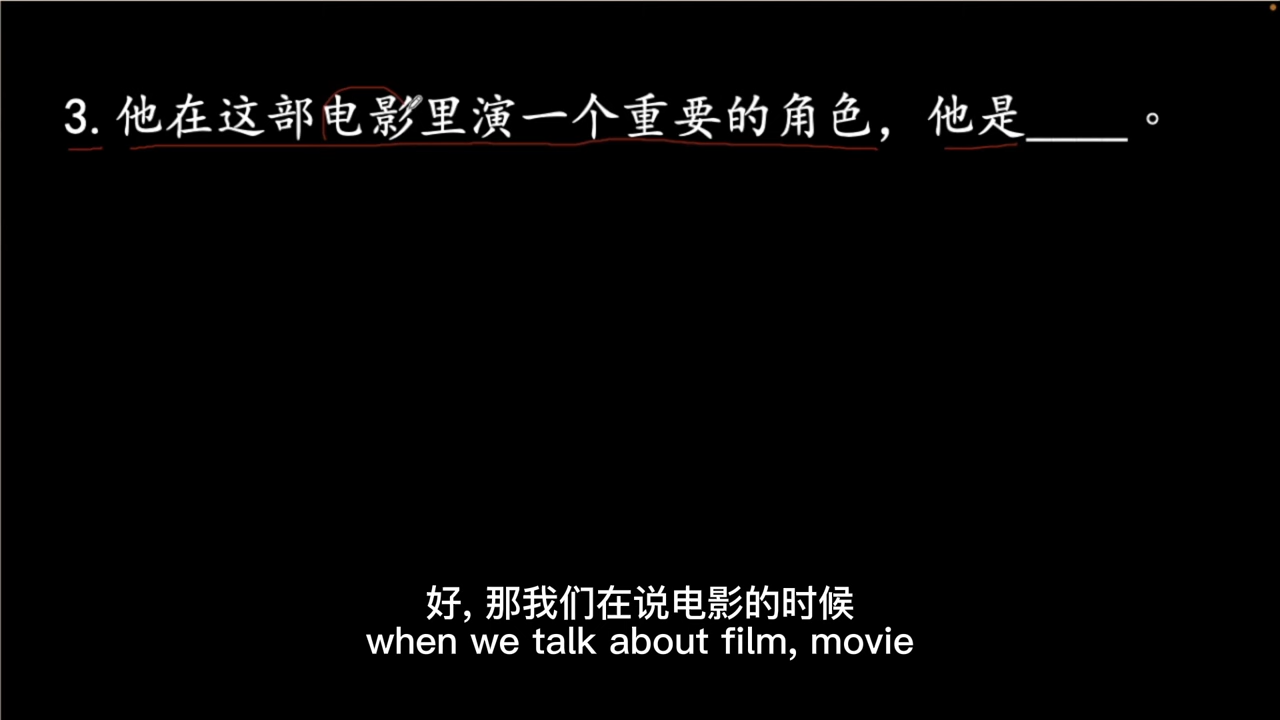 3. 他在这部电影里演一个重要的角色，他是____。
好, 那我们在说电影的时候
when we talk about film, movie